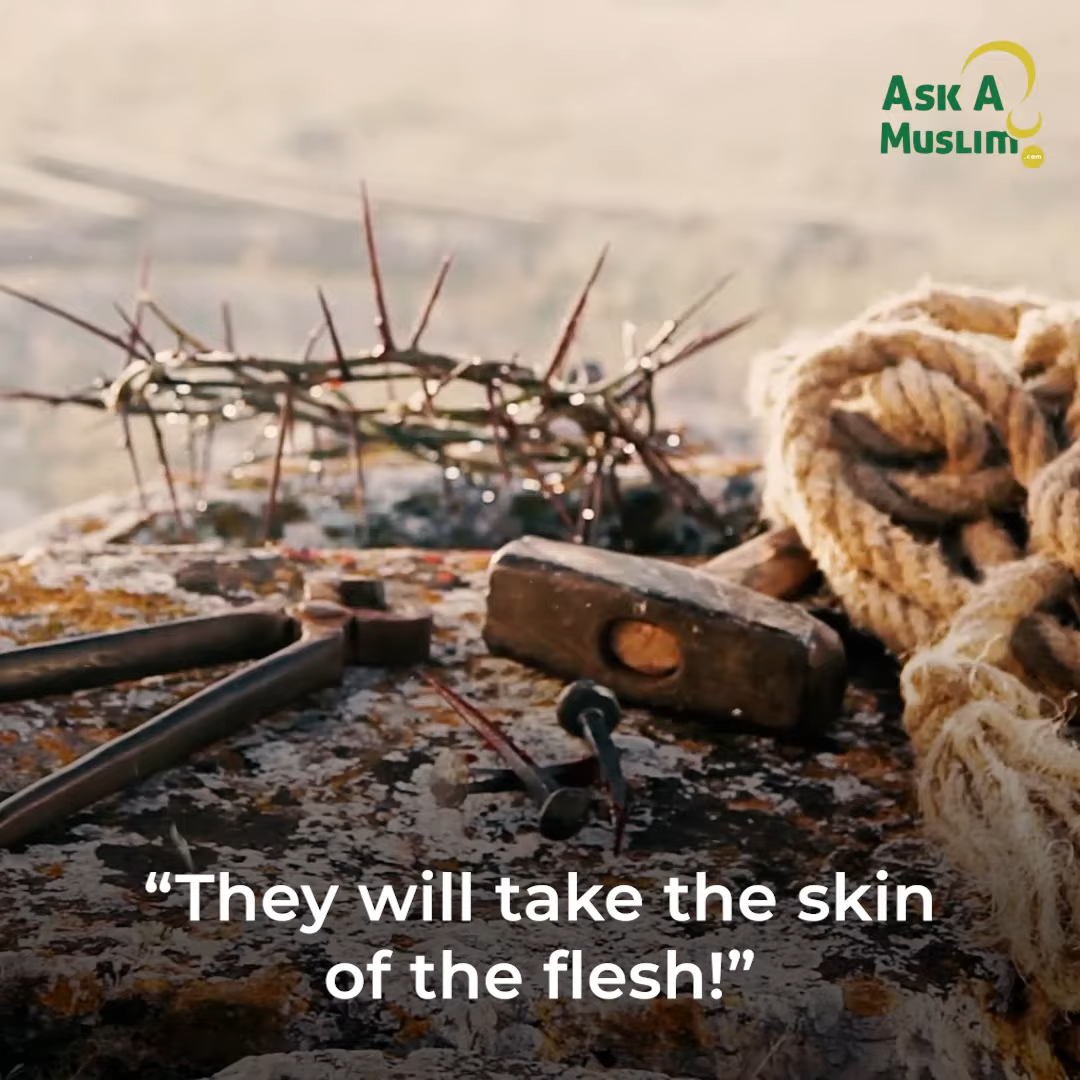 Ask A
Muslim
.com
“They will take the skin
of the flesh!”